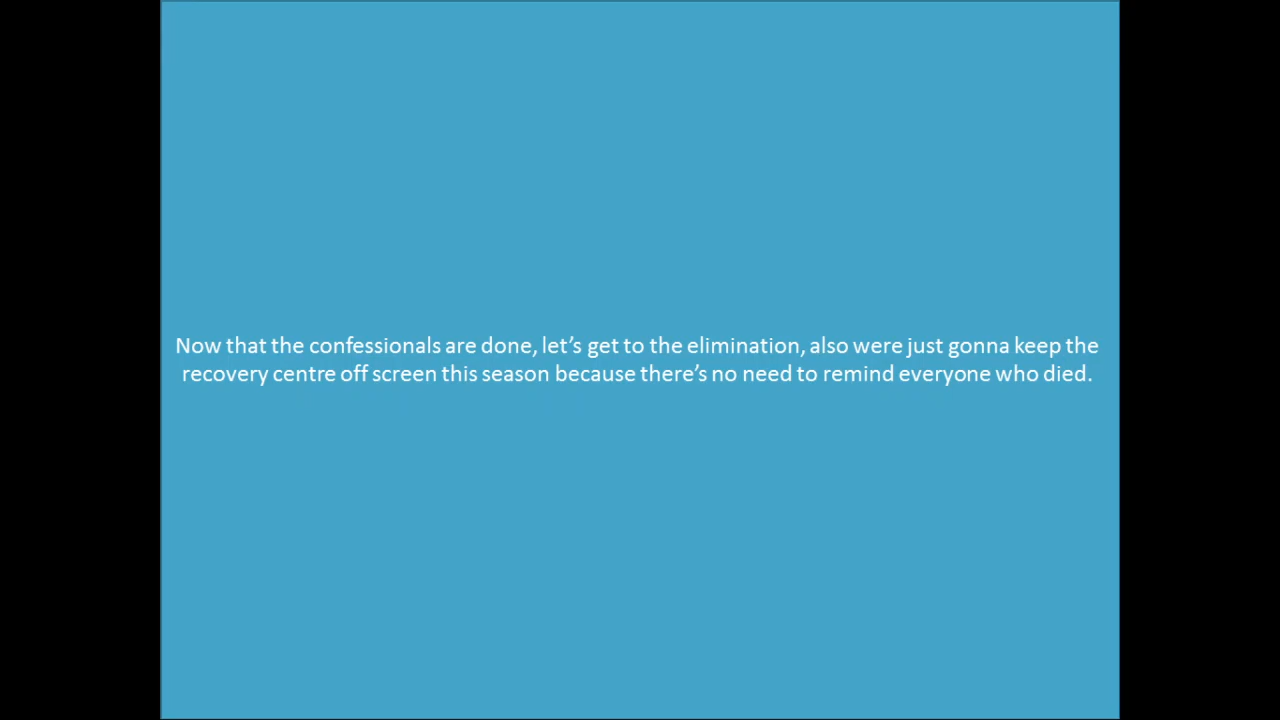 Now that the confessionals are done, let’s get to the elimination, also were just gonna keep the
recovery centre off screen this season because there’s no need to remind everyone who died.